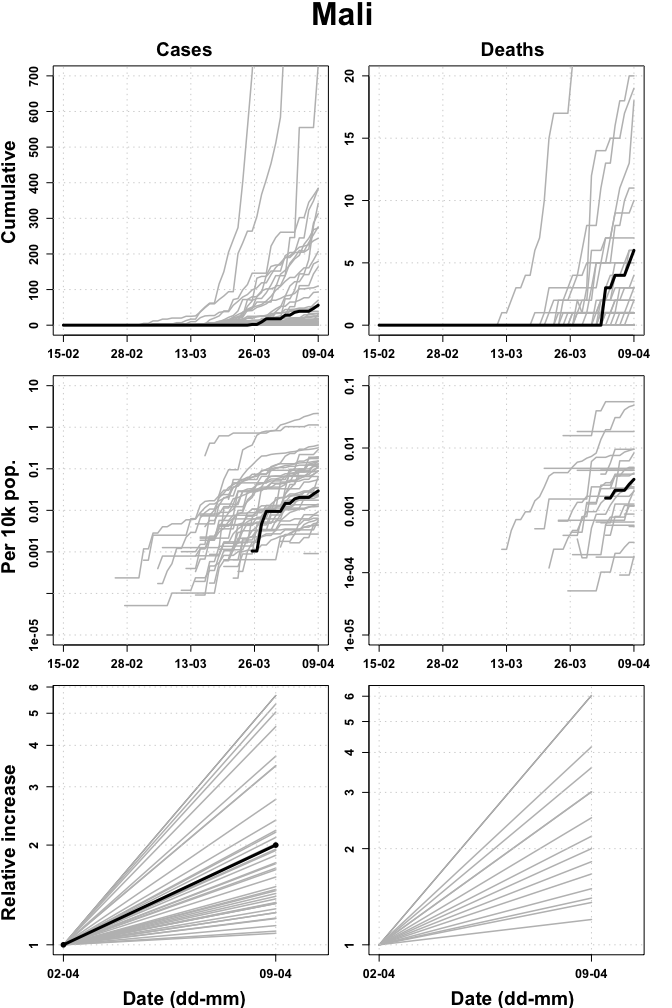 Mali
Cases
Deaths
Cumulative
700
600
500
400
300
200
100
0
15-02 28-02 13-03 26-03 09-04
20
15
10
5
0
15-02 28-02 13-03 26-03 09-04
Per 10k pop.
10
1
0.1
0.01
0.001
1e-05
15-02 28-02 13-03 26-03 09-04
0.1
0.01
0.001
1e-04
1e-05
15-02 28-02 13-03 26-03 09-04
Relative increase
6
5
4
3
2
1
02-04 09-04
Date (dd-mm)
6
5
4
3
2
1
02-04 09-04
Date (dd-mm)